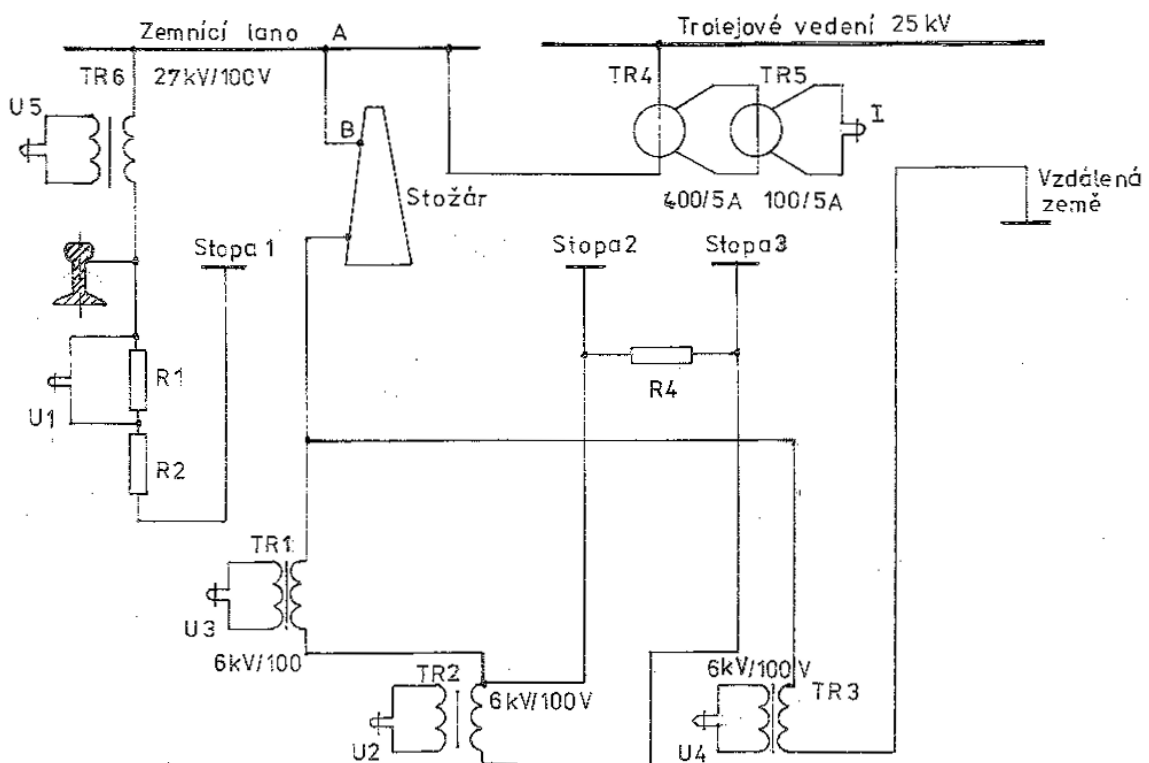 Zemnící lano
A
Trolejové vedení 25 kV
TR6
27kV/100V
TR4
TR5
U5
B
I
Stožár
400/5A
100/5A
Vzdálená
země
Stopa 1
Stopa2
Stopa3
R1
R4
U1
R2
TR1
U3
6kV/100
TR2
6kV/100V
6kV/100V
TR3
U2
U4